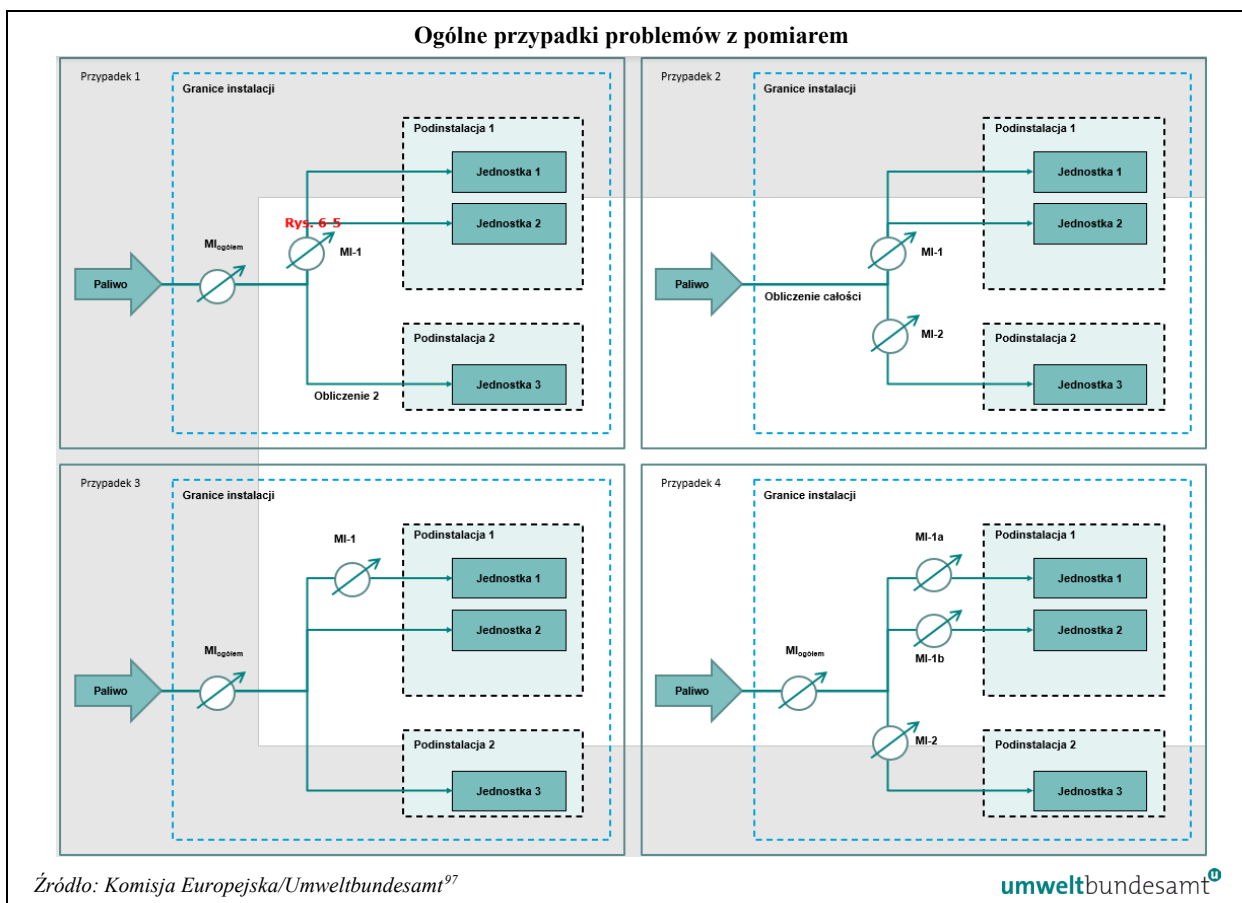 Ogólne przypadki problemów z pomiarem
Przypadek 1
Granice instalacji
Podinstalacja 1
Jednostka 1
Jednostka 2
Rys. 6-5
MI-1
MIogółem
Paliwo
Podinstalacja 2
Jednostka 3
Obliczenie 2
Przypadek 2
Granice instalacji
Podinstalacja 1
Jednostka 1
Jednostka 2
MI-1
Paliwo
Obliczenie całości
MI-2
Podinstalacja 2
Jednostka 3
Przypadek 3
Granice instalacji
MI-1
Podinstalacja 1
Jednostka 1
Jednostka 2
MIogółem
Paliwo
Podinstalacja 2
Jednostka 3
Przypadek 4
Granice instalacji
MI-1a
Podinstalacja 1
Jednostka 1
Jednostka 2
MI-1b
MIogółem
Paliwo
MI-2
Podinstalacja 2
Jednostka 3
Źródło: Komisja Europejska/Umweltbundesamt97
umweltbundesamt